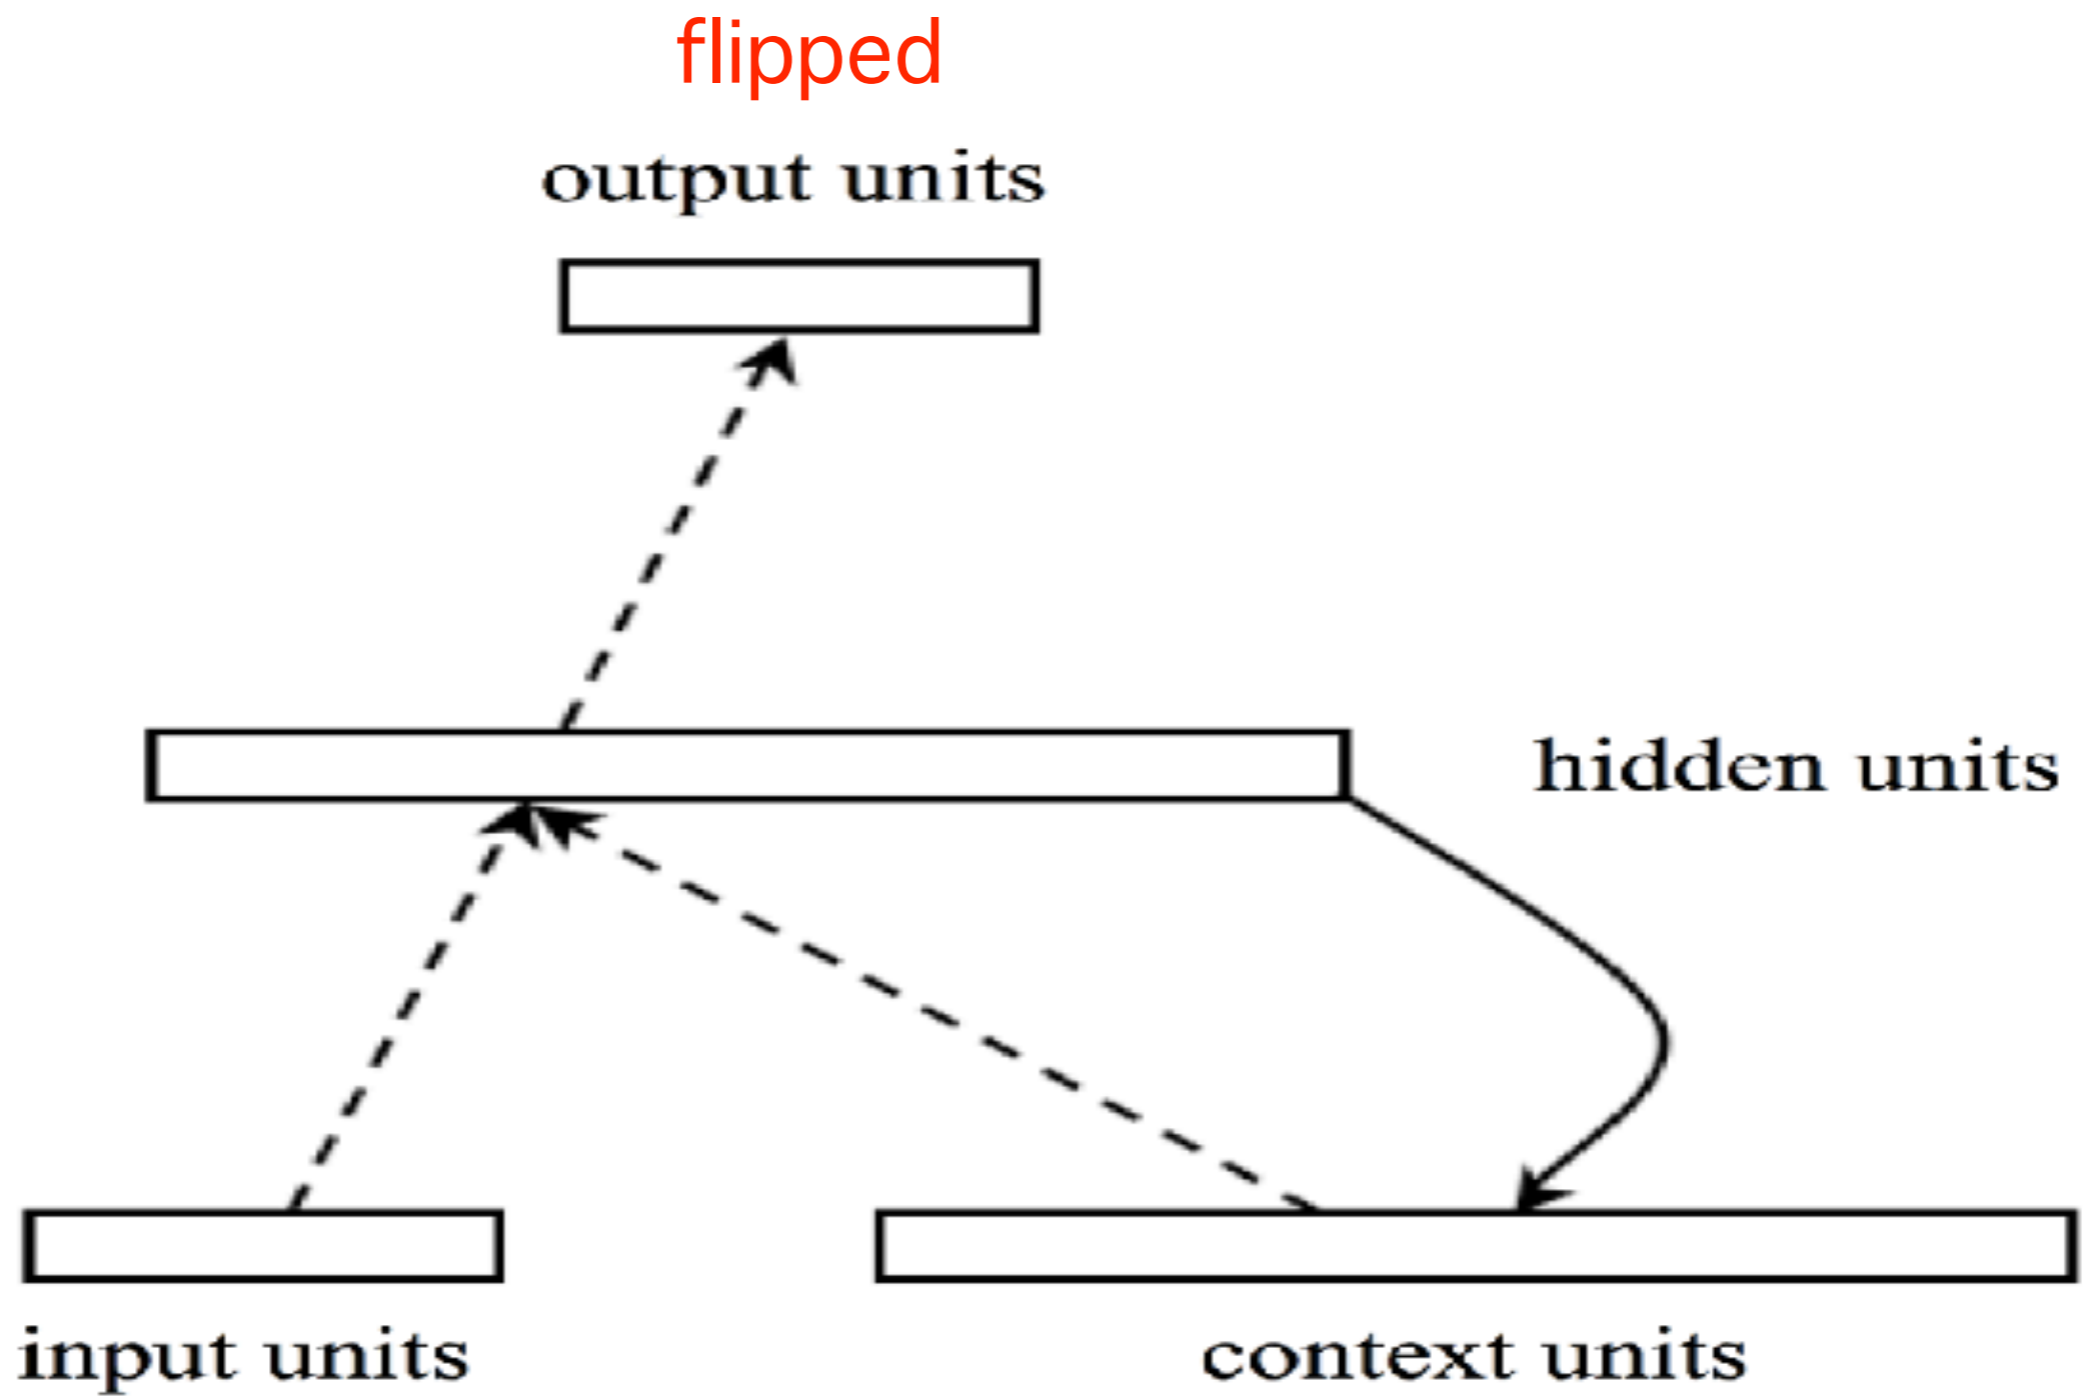 flipped
output units
hidden units
input units
context units